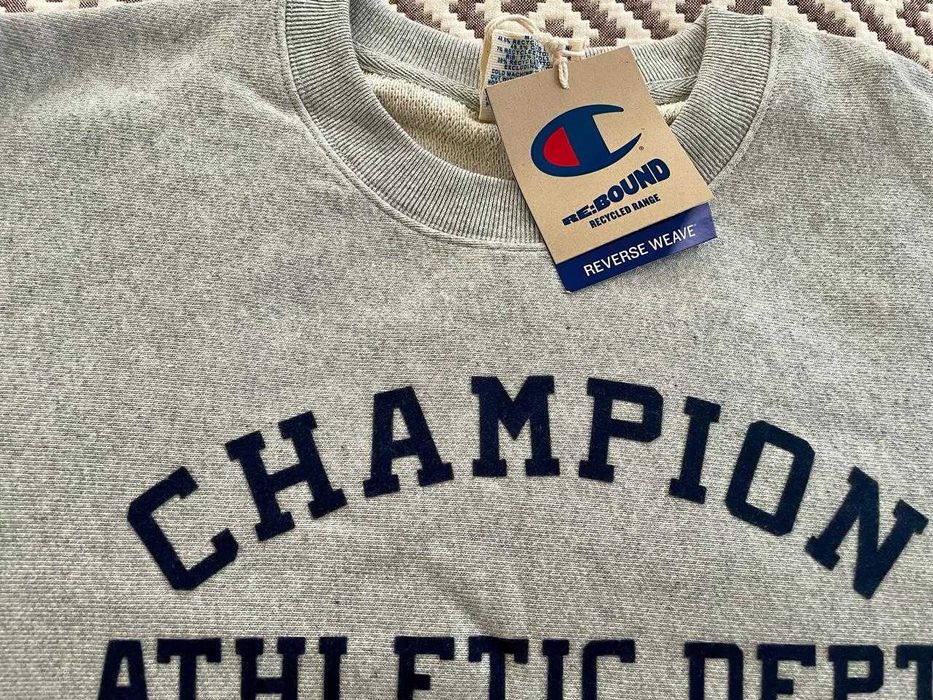 RE:BOUND
RECYCLED RANGE
REVERSE WEAVE
CHAMPION
ATHLETIC DEPT